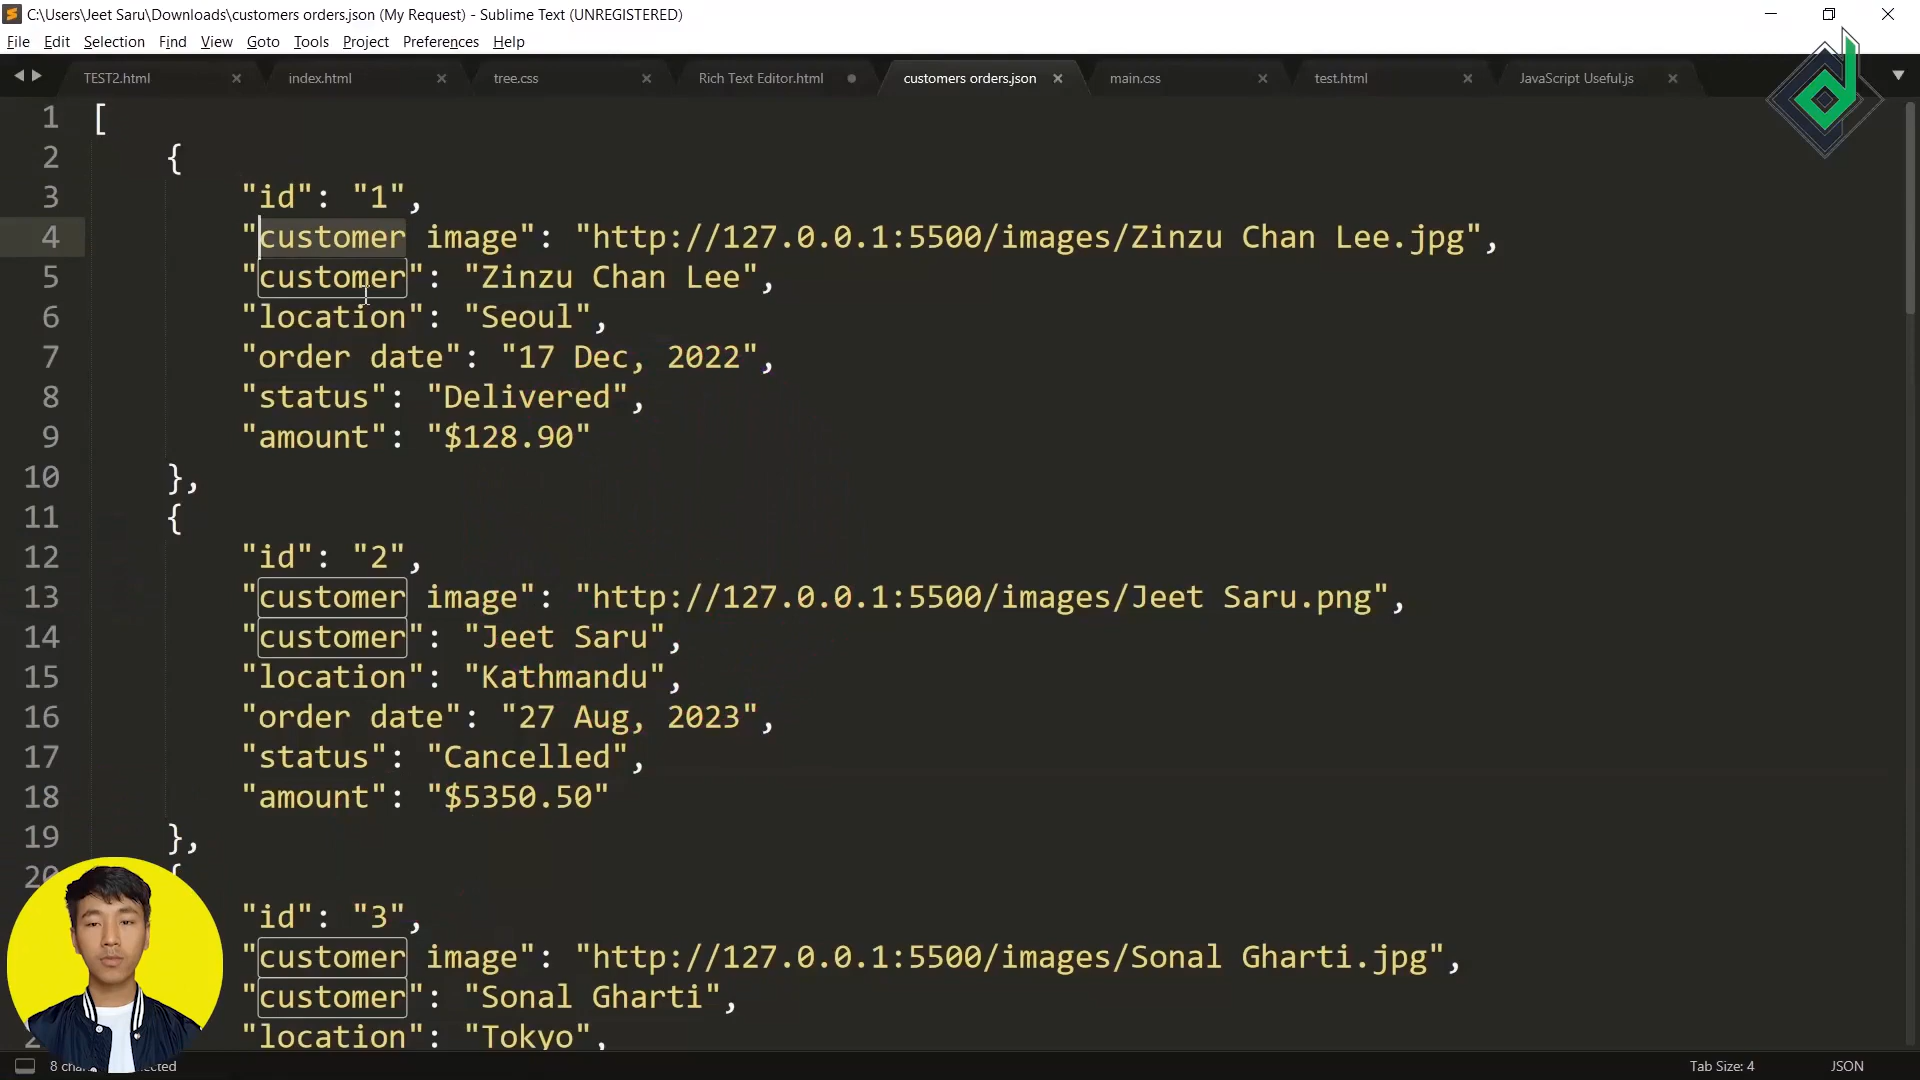 C:\Users\Jeet Saru\Downloads\customers orders.json (My Request) - Sublime Text (UNREGISTERED)
File Edit Selection Find View Goto Tools Project Preferences Help
TEST2.html index.html tree.css Rich Text Editor.html customers orders.json main.css test.html JavaScript Useful.js
1 [
2 {
3 "id": "1",
4 "customer image": "http://127.0.0.1:5500/images/Zinzu Chan Lee.jpg",
5 "customer": "Zinzu Chan Lee",
6 "location": "Seoul",
7 "order date": "17 Dec, 2022",
8 "status": "Delivered",
9 "amount": "$128.90"
10 },
11 {
12 "id": "2",
13 "customer image": "http://127.0.0.1:5500/images/Jeet Saru.png",
14 "customer": "Jeet Saru",
15 "location": "Kathmandu",
16 "order date": "27 Aug, 2023",
17 "status": "Cancelled",
18 "amount": "$5350.50"
19 },
20 {
"id": "3",
"customer image": "http://127.0.0.1:5500/images/Sonal Gharti.jpg",
"customer": "Sonal Gharti",
"location": "Tokyo",
8 Tab Size: 4 JSON